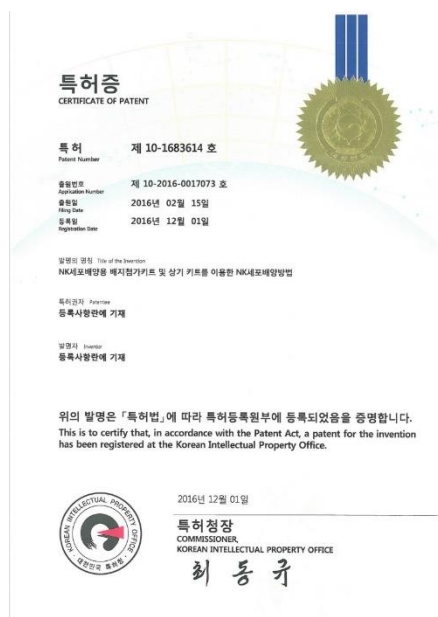 특허증
CERTIFICATE OF PATENT
특 허 제 10-1683614 호
Patent Number
출원번호 제 10-2016-0017073 호
Application Number
출원일 2016년 02월 15일
Filing Date
등록일 2016년 12월 01일
Registration Date
발명의 명칭 Title of the Invention
NK세포배양용 배지첨가키트 및 상기 키트를 이용한 NK세포배양방법
특허권자 Patentee
등록사항란에 기재
발명자 Inventor
등록사항란에 기재
위의 발명은 「특허법」에 따라 특허등록원부에 등록되었음을 증명합니다.
This is to certify that, in accordance with the Patent Act, a patent for the invention
has been registered at the Korean Intellectual Property Office.
2016년 12월 01일
특허청장
COMMISSIONER,
KOREAN INTELLECTUAL PROPERTY OFFICE
최동규
KOREAN INTELLECTUAL PROPERTY OFFICE
대한민국 특허청